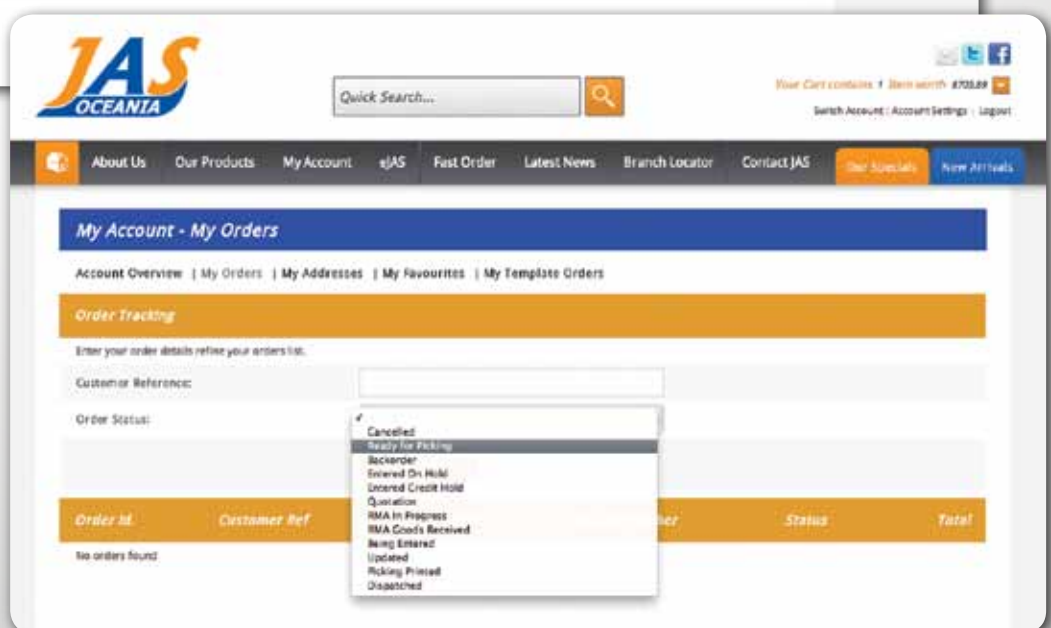 JAS
OCEANIA
Quick Search...
Your Cart contains 1 item worth
Switch Account | Account Settings | Logout
About Us Our Products My Account eJAS Fast Order Latest News Branch Locator Contact JAS Our Specials New Arrivals
My Account - My Orders
Account Overview | My Orders | My Addresses | My Favourites | My Template Orders
Order Tracking
Enter your order details refine your orders list.
Customer Reference:
Order Status:
Cancelled
Ready for Picking
Backorder
Entered On Hold
Entered Credit Hold
Quotation
RMA In Progress
RMA Goods Received
Being Entered
Updated
Picking Printed
Dispatched
Order Id. Customer Ref Status Total
No orders found